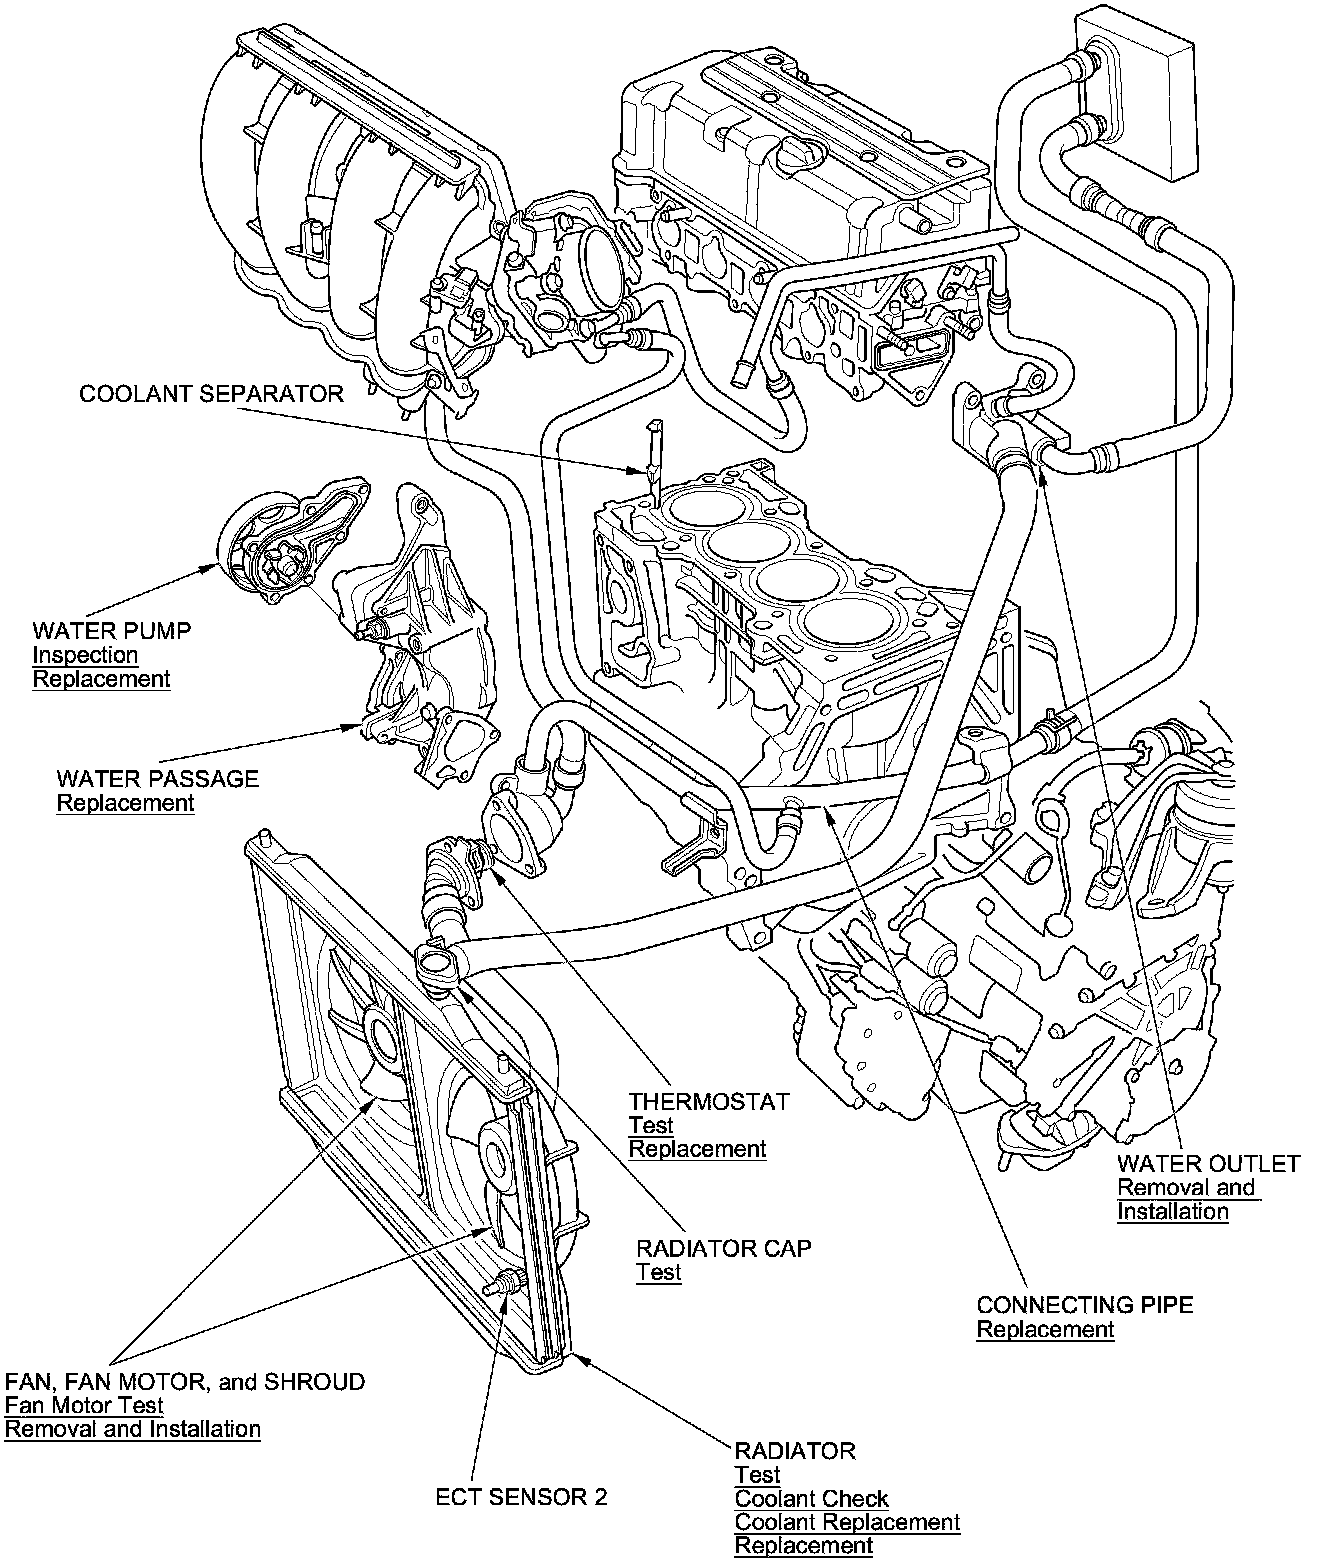 COOLANT SEPARATOR
WATER PUMP
Inspection
Replacement
WATER PASSAGE
Replacement
THERMOSTAT
Test
Replacement
WATER OUTLET
Removal and
Installation
RADIATOR CAP
Test
CONNECTING PIPE
Replacement
FAN, FAN MOTOR, and SHROUD
Fan Motor Test
Removal and Installation
ECT SENSOR 2
RADIATOR
Test
Coolant Check
Coolant Replacement
Replacement